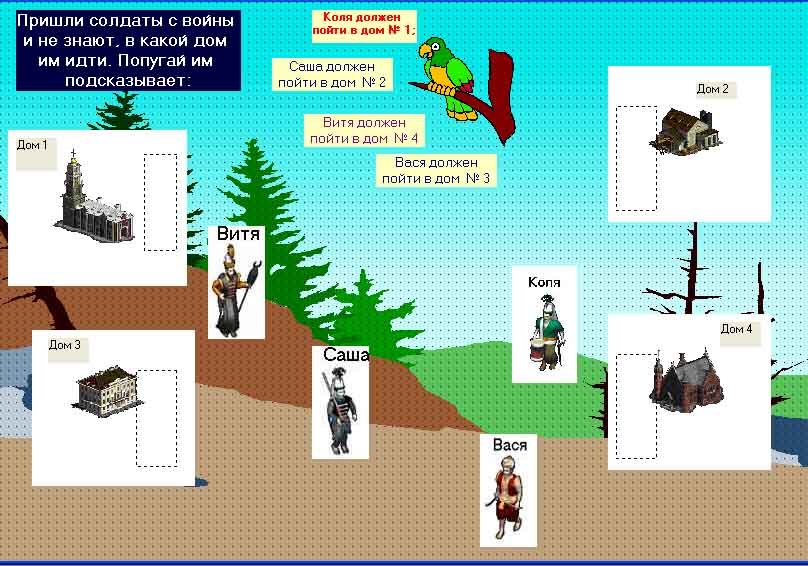 Пришли солдаты с войны
и не знают, в какой дом
им идти. Попугай им
подсказывает:
Коля должен
пойти в дом № 1;
Саша должен
пойти в дом № 2
Витя должен
пойти в дом № 4
Вася должен
пойти в дом № 3
Дом 1
Дом 2
Витя
Коля
Дом 3
Саша
Дом 4
Вася